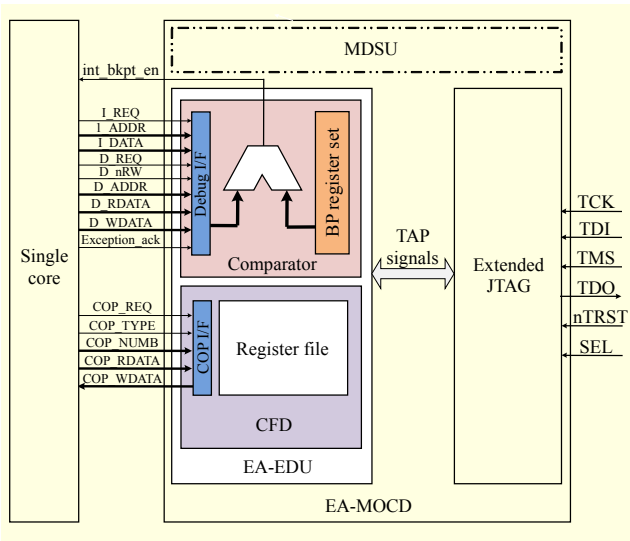 MDSU
int_bkpt_en
I_REQ
I_ADDR
I_DATA
D_REQ
D_nRW
D_ADDR
D_RDATA
D_WDATA
Exception_ack
Debug I/F
BP register set
Comparator
Single
core
COP_REQ
COP_TYPE
COP_NUMB
COP_RDATA
COP_WDATA
COP I/F
Register file
CFD
EA-EDU
TAP
signals
Extended
JTAG
TCK
TDI
TMS
TDO
nTRST
SEL
EA-MOCD